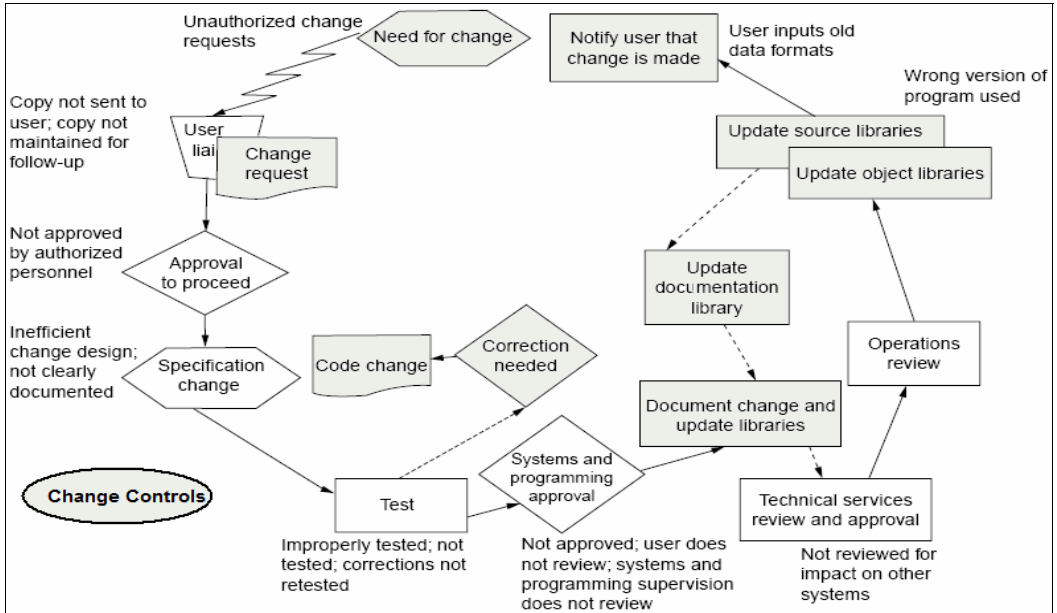 Unauthorized change
requests
Need for change
Notify user that
change is made
User inputs old
data formats
Wrong version of
program used
Copy not sent to
user; copy not
maintained for
follow-up
User
liai
Change
request
Update source libraries
Update object libraries
Not approved
by authorized
personnel
Approval
to proceed
Update
documentation
library
Inefficient
change design;
not clearly
documented
Specification
change
Code change
Correction
needed
Operations
review
Document change and
update libraries
Change Controls
Test
Systems and
programming
approval
Technical services
review and approval
Improperly tested; not
tested; corrections not
retested
Not approved; user does
not review; systems and
programming supervision
does not review
Not reviewed for
impact on other
systems